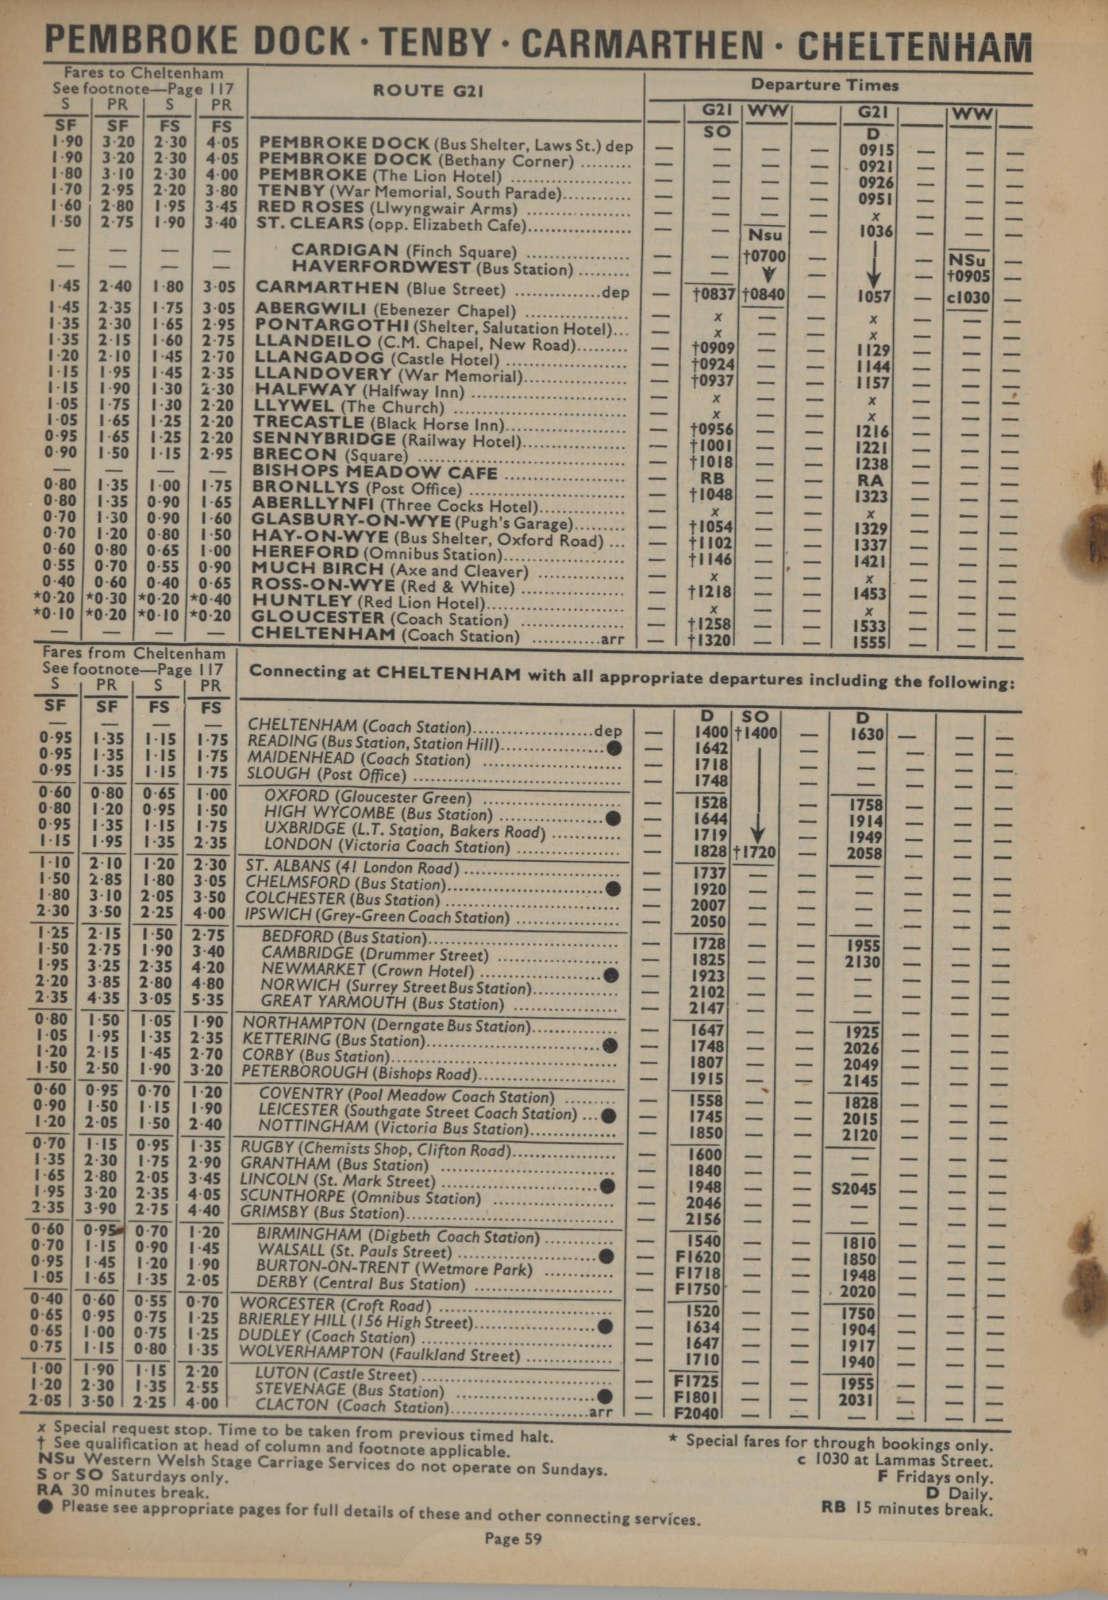 PEMBROKE DOCK · TENBY · CARMARTHEN · CHELTENHAM
Fares to Cheltenham
See footnote—Page 117
ROUTE G21
Departure Times
S PR S PR G21 WW G21 WW
SF SF FS FS SO D
1·90 3·20 2·30 4·05 PEMBROKE DOCK (Bus Shelter, Laws St.) dep — — — — 0915 — — —
1·90 3·20 2·30 4·05 PEMBROKE DOCK (Bethany Corner) — — — — 0921 — — —
1·80 3·10 2·30 4·00 PEMBROKE (The Lion Hotel) — — — — 0926 — — —
1·70 2·95 2·20 3·80 TENBY (War Memorial, South Parade) — — — — 0951 — — —
1·60 2·80 1·95 3·45 RED ROSES (Llwyngwair Arms) — — — — x — — —
1·50 2·75 1·90 3·40 ST. CLEARS (opp. Elizabeth Cafe) — — Nsu — 1036 — — —
— — — — CARDIGAN (Finch Square) — — †0700 — — NSu —
— — — — HAVERFORDWEST (Bus Station) — — — — †0905 —
1·45 2·40 1·80 3·05 CARMARTHEN (Blue Street) dep — †0837 †0840 — 1057 — c1030 —
1·45 2·35 1·75 3·05 ABERGWILI (Ebenezer Chapel) — x — — x — — —
1·35 2·30 1·65 2·95 PONTARGOTHI (Shelter, Salutation Hotel) — x — — x — — —
1·35 2·15 1·60 2·75 LLANDEILO (C.M. Chapel, New Road) — †0909 — — 1129 — — —
1·20 2·10 1·45 2·70 LLANGADOG (Castle Hotel) — †0924 — — 1144 — — —
1·15 1·95 1·45 2·35 LLANDOVERY (War Memorial) — †0937 — — 1157 — — —
1·15 1·90 1·30 2·30 HALFWAY (Halfway Inn) — x — — x — — —
1·05 1·75 1·30 2·20 LLYWEL (The Church) — x — — x — — —
1·05 1·65 1·25 2·20 TRECASTLE (Black Horse Inn) — †0956 — — 1216 — — —
0·95 1·65 1·25 2·20 SENNYBRIDGE (Railway Hotel) — †1001 — — 1221 — — —
0·90 1·50 1·15 2·95 BRECON (Square) — †1018 — — 1238 — — —
— — — — BISHOPS MEADOW CAFE — RB — — RA — — —
0·80 1·35 1·00 1·75 BRONLLYS (Post Office) — †1048 — — 1323 — — —
0·80 1·35 0·90 1·65 ABERLLYNFI (Three Cocks Hotel) — x — — x — — —
0·70 1·30 0·90 1·60 GLASBURY-ON-WYE (Pugh's Garage) — †1054 — — 1329 — — —
0·70 1·20 0·80 1·50 HAY-ON-WYE (Bus Shelter, Oxford Road) — †1102 — — 1337 — — —
0·60 0·80 0·65 1·00 HEREFORD (Omnibus Station) — †1146 — — 1421 — — —
0·55 0·70 0·55 0·90 MUCH BIRCH (Axe and Cleaver) — x — — x — — —
0·40 0·60 0·40 0·65 ROSS-ON-WYE (Red & White) — †1218 — — 1453 — — —
*0·20 *0·30 *0·20 *0·40 HUNTLEY (Red Lion Hotel) — x — — x — — —
*0·10 *0·20 *0·10 *0·20 GLOUCESTER (Coach Station) — †1258 — — 1533 — — —
— — — — CHELTENHAM (Coach Station) arr — †1320 — — 1555 — — —
Fares from Cheltenham
See footnote—Page 117
Connecting at CHELTENHAM with all appropriate departures including the following:
S PR S PR
SF SF FS FS D SO D
— — — — CHELTENHAM (Coach Station) dep — 1400 †1400 — 1630 — — —
0·95 1·35 1·15 1·75 READING (Bus Station, Station Hill) ● — 1642 — — — — —
0·95 1·35 1·15 1·75 MAIDENHEAD (Coach Station) — 1718 — — — — —
0·95 1·35 1·15 1·75 SLOUGH (Post Office) — 1748 — — — — —
0·60 0·80 0·65 1·00 OXFORD (Gloucester Green) — 1528 — 1758 — — —
0·80 1·20 0·95 1·50 HIGH WYCOMBE (Bus Station) ● — 1644 — 1914 — — —
0·95 1·35 1·15 1·75 UXBRIDGE (L.T. Station, Bakers Road) — 1719 — 1949 — — —
1·15 1·95 1·35 2·35 LONDON (Victoria Coach Station) — 1828 †1720 — 2058 — — —
1·10 2·10 1·20 2·30 ST. ALBANS (41 London Road) — 1737 — — — — — —
1·50 2·85 1·80 3·05 CHELMSFORD (Bus Station) ● — 1920 — — — — — —
1·80 3·10 2·05 3·50 COLCHESTER (Bus Station) — 2007 — — — — — —
2·30 3·50 2·25 4·00 IPSWICH (Grey-Green Coach Station) — 2050 — — — — — —
1·25 2·15 1·50 2·75 BEDFORD (Bus Station) — 1728 — — 1955 — — —
1·50 2·75 1·90 3·40 CAMBRIDGE (Drummer Street) — 1825 — — 2130 — — —
1·95 3·25 2·35 4·20 NEWMARKET (Crown Hotel) ● — 1923 — — — — — —
2·20 3·85 2·80 4·80 NORWICH (Surrey Street Bus Station) — 2102 — — — — — —
2·35 4·35 3·05 5·35 GREAT YARMOUTH (Bus Station) — 2147 — — — — — —
0·80 1·50 1·05 1·90 NORTHAMPTON (Derngate Bus Station) — 1647 — — 1925 — — —
1·05 1·95 1·35 2·35 KETTERING (Bus Station) ● — 1748 — — 2026 — — —
1·20 2·15 1·45 2·70 CORBY (Bus Station) — 1807 — — 2049 — — —
1·50 2·50 1·90 3·20 PETERBOROUGH (Bishops Road) — 1915 — — 2145 — — —
0·60 0·95 0·70 1·20 COVENTRY (Pool Meadow Coach Station) — 1558 — — 1828 — — —
0·90 1·50 1·15 1·90 LEICESTER (Southgate Street Coach Station) ● — 1745 — — 2015 — — —
1·20 2·05 1·50 2·40 NOTTINGHAM (Victoria Bus Station) — 1850 — — 2120 — — —
0·70 1·15 0·95 1·35 RUGBY (Chemists Shop, Clifton Road) — 1600 — — — — — —
1·35 2·30 1·75 2·90 GRANTHAM (Bus Station) — 1840 — — — — — —
1·65 2·80 2·05 3·45 LINCOLN (St. Mark Street) ● — 1948 — — S2045 — — —
1·95 3·20 2·35 4·05 SCUNTHORPE (Omnibus Station) — 2046 — — — — — —
2·35 3·90 2·75 4·40 GRIMSBY (Bus Station) — 2156 — — — — — —
0·60 0·95 0·70 1·20 BIRMINGHAM (Digbeth Coach Station) — 1540 — — 1810 — — —
0·70 1·15 0·90 1·45 WALSALL (St. Pauls Street) ● — F1620 — — 1850 — — —
0·95 1·45 1·20 1·90 BURTON-ON-TRENT (Wetmore Park) — F1718 — — 1948 — — —
1·05 1·65 1·35 2·05 DERBY (Central Bus Station) — F1750 — — 2020 — — —
0·40 0·60 0·55 0·70 WORCESTER (Croft Road) — 1520 — — 1750 — — —
0·65 0·95 0·75 1·25 BRIERLEY HILL (156 High Street) ● — 1634 — — 1904 — — —
0·65 1·00 0·75 1·25 DUDLEY (Coach Station) — 1647 — — 1917 — — —
0·75 1·15 0·80 1·35 WOLVERHAMPTON (Faulkland Street) — 1710 — — 1940 — — —
1·00 1·90 1·15 2·20 LUTON (Castle Street) — F1725 — — 1955 — — —
1·20 2·30 1·35 2·55 STEVENAGE (Bus Station) ● — F1801 — — 2031 — — —
2·05 3·50 2·25 4·00 CLACTON (Coach Station) arr — F2040 — — — — — —
x Special request stop. Time to be taken from previous timed halt.
* Special fares for through bookings only.
† See qualification at head of column and footnote applicable.
c 1030 at Lammas Street.
NSu Western Welsh Stage Carriage Services do not operate on Sundays.
F Fridays only.
S or SO Saturdays only.
D Daily.
RA 30 minutes break.
RB 15 minutes break.
● Please see appropriate pages for full details of these and other connecting services.
Page 59